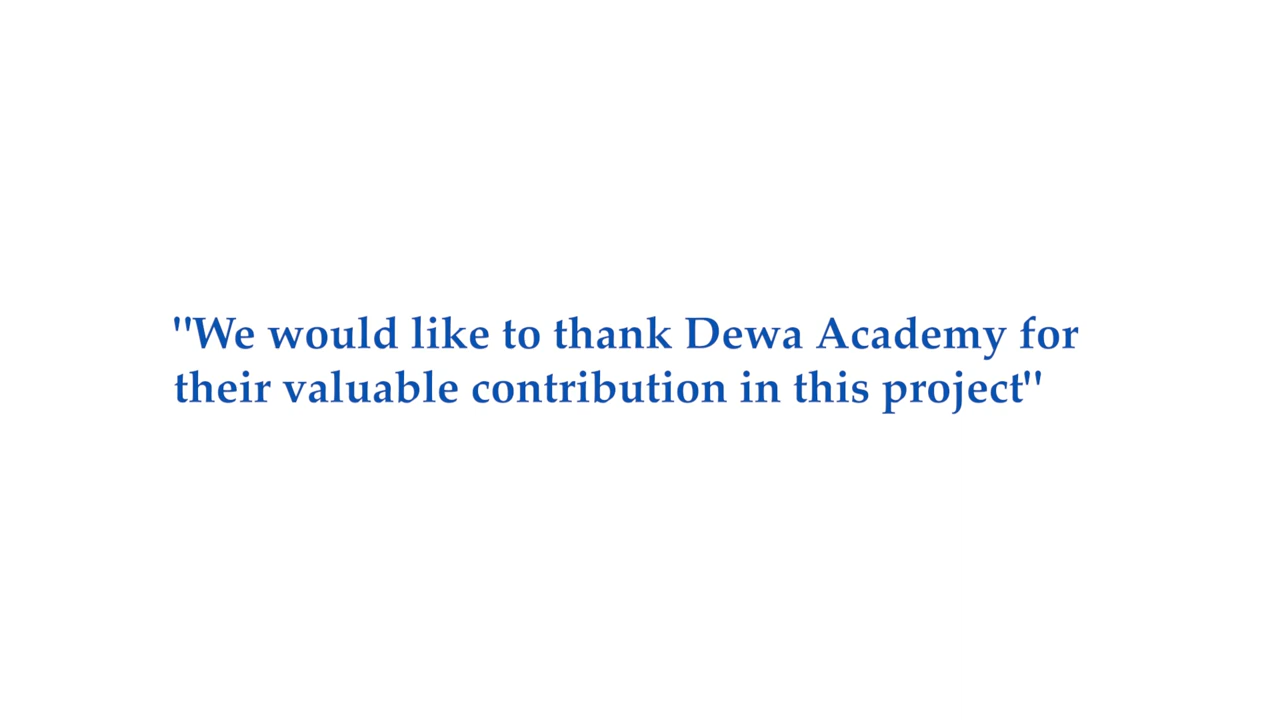 "We would like to thank Dewa Academy for
their valuable contribution in this project"